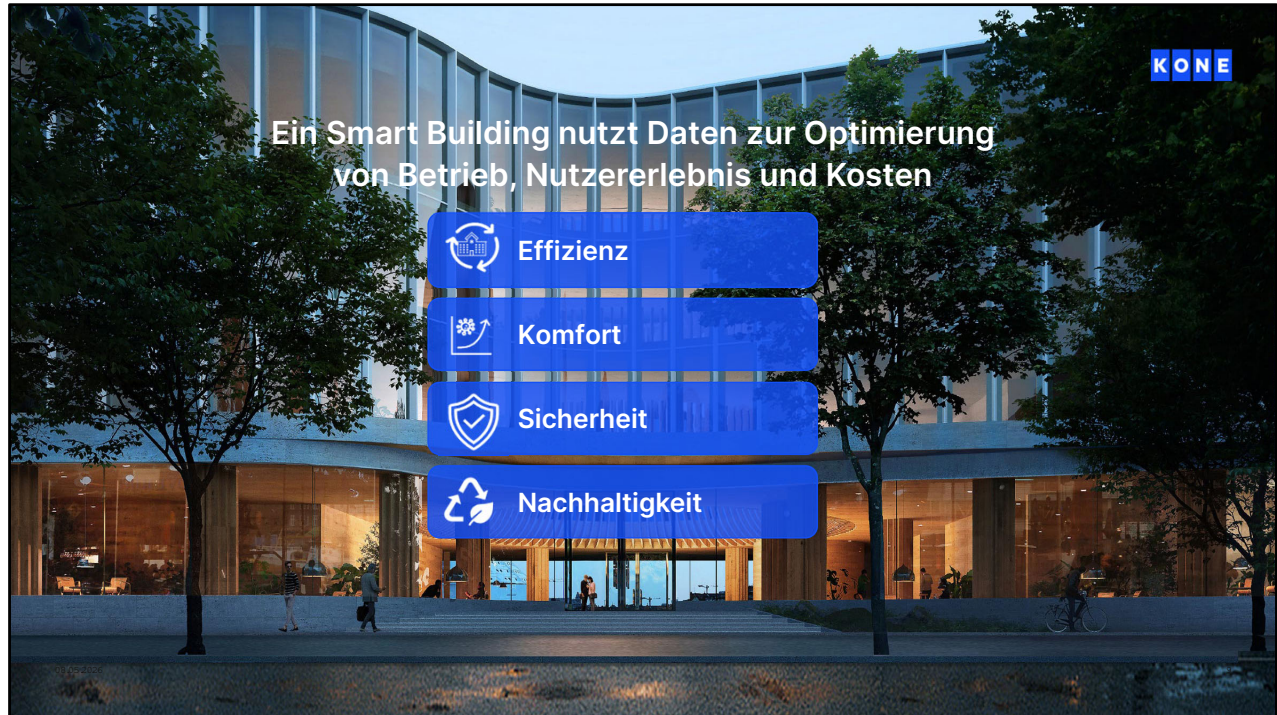 KONE
Ein Smart Building nutzt Daten zur Optimierung
von Betrieb, Nutzererlebnis und Kosten
Effizienz
Komfort
Sicherheit
Nachhaltigkeit